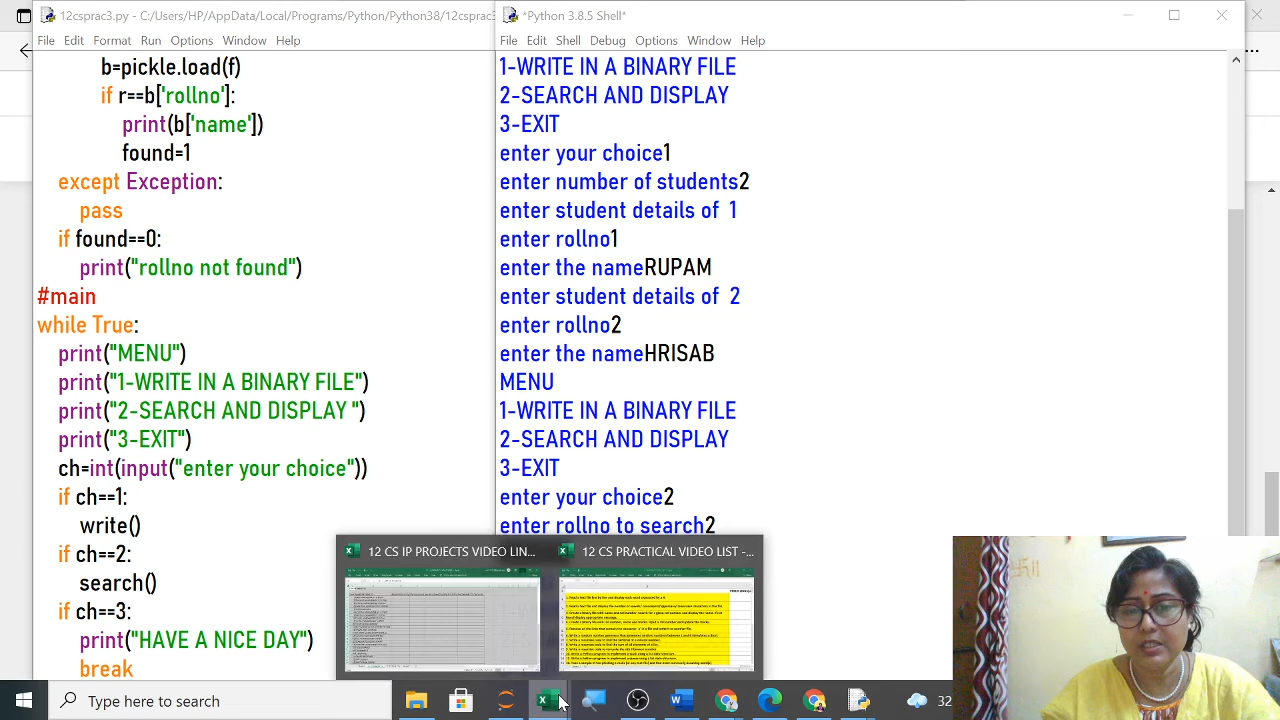 12csprac3.py - C:/Users/HP/AppData/Local/Programs/Python/Python38/12csprac3
File Edit Format Run Options Window Help
b=pickle.load(f)
if r==b['rollno']:
print(b['name'])
found=1
except Exception:
pass
if found==0:
print("rollno not found")
#main
while True:
print("MENU")
print("1-WRITE IN A BINARY FILE")
print("2-SEARCH AND DISPLAY ")
print("3-EXIT")
ch=int(input("enter your choice"))
if ch==1:
write()
if ch==2:
search()
if ch==3:
print("HAVE A NICE DAY")
break
*Python 3.8.5 Shell*
File Edit Shell Debug Options Window Help
1-WRITE IN A BINARY FILE
2-SEARCH AND DISPLAY
3-EXIT
enter your choice1
enter number of students2
enter student details of 1
enter rollno1
enter the nameRUPAM
enter student details of 2
enter rollno2
enter the nameHRISAB
MENU
1-WRITE IN A BINARY FILE
2-SEARCH AND DISPLAY
3-EXIT
enter your choice2
enter rollno to search2
12 CS IP PROJECTS VIDEO LIN...
12 CS PRACTICAL VIDEO LIST -...
Type here to search
32